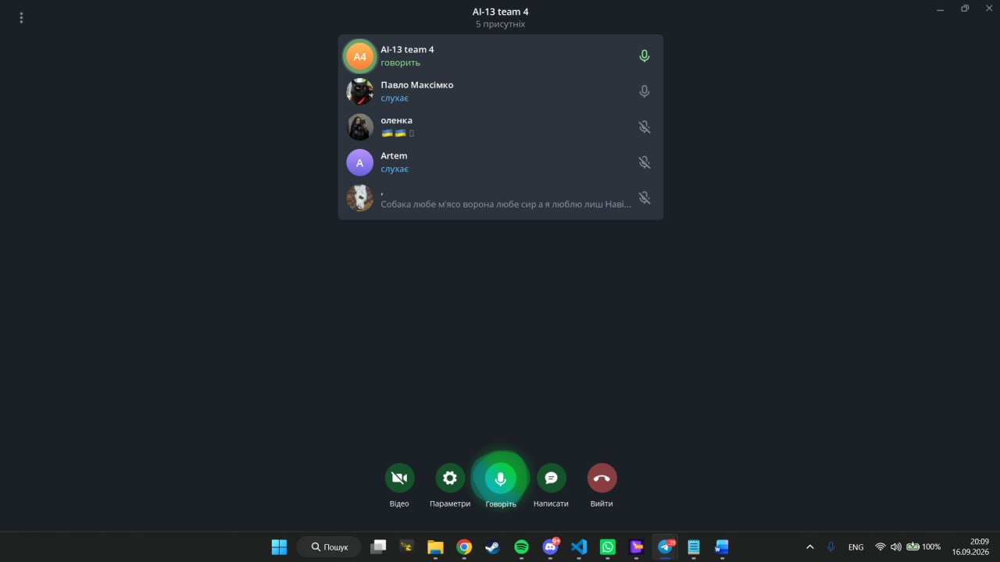 AI-13 team 4
5 присутніх
A4
AI-13 team 4
говорить
Павло Максімко
слухає
оленка
🇺🇦🇺🇦
A
Artem
слухає
,
Собака любе м'ясо ворона любе сир а я люблю лиш Наві...
Відео
Параметри
Говоріть
Написати
Вийти
Пошук
9+
39
ENG
100%
20:09
16.09.2026